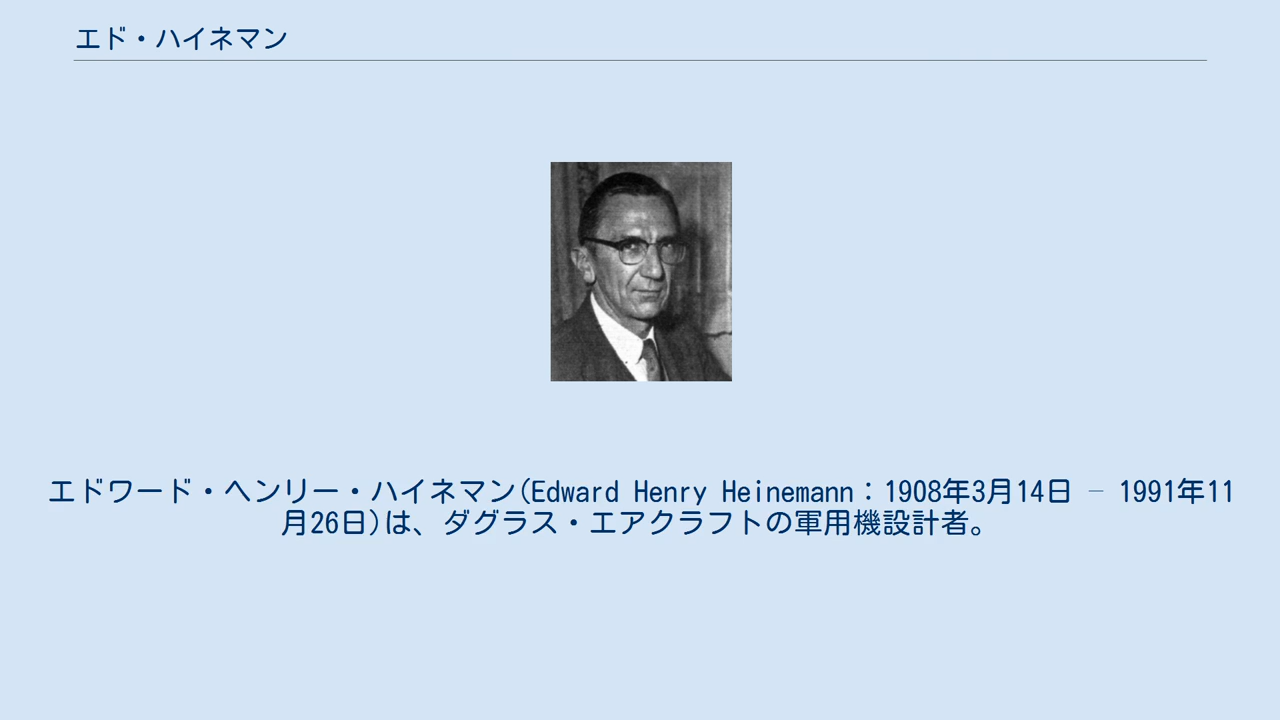 エド・ハイネマン
エドワード・ヘンリー・ハイネマン(Edward Henry Heinemann：1908年3月14日 – 1991年11
月26日)は、ダグラス・エアクラフトの軍用機設計者。